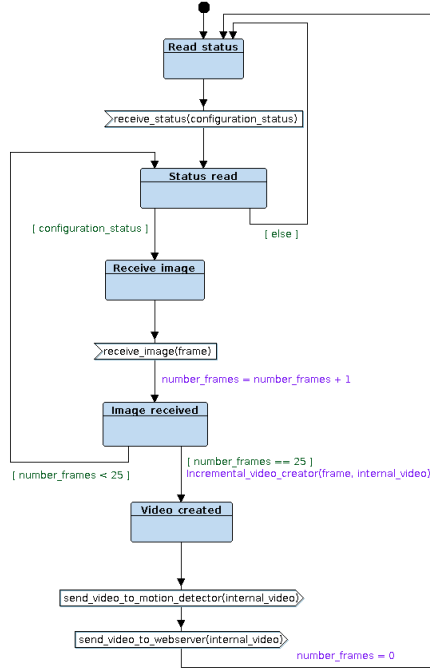 Read status
receive_status(configuration_status)
Status read
[ configuration_status ]
[ else ]
Receive image
receive_image(frame)
number_frames = number_frames + 1
Image received
[ number_frames == 25 ]
Incremental_video_creator(frame, internal_video)
[ number_frames < 25 ]
Video created
send_video_to_motion_detector(internal_video)
send_video_to_webserver(internal_video)
number_frames = 0